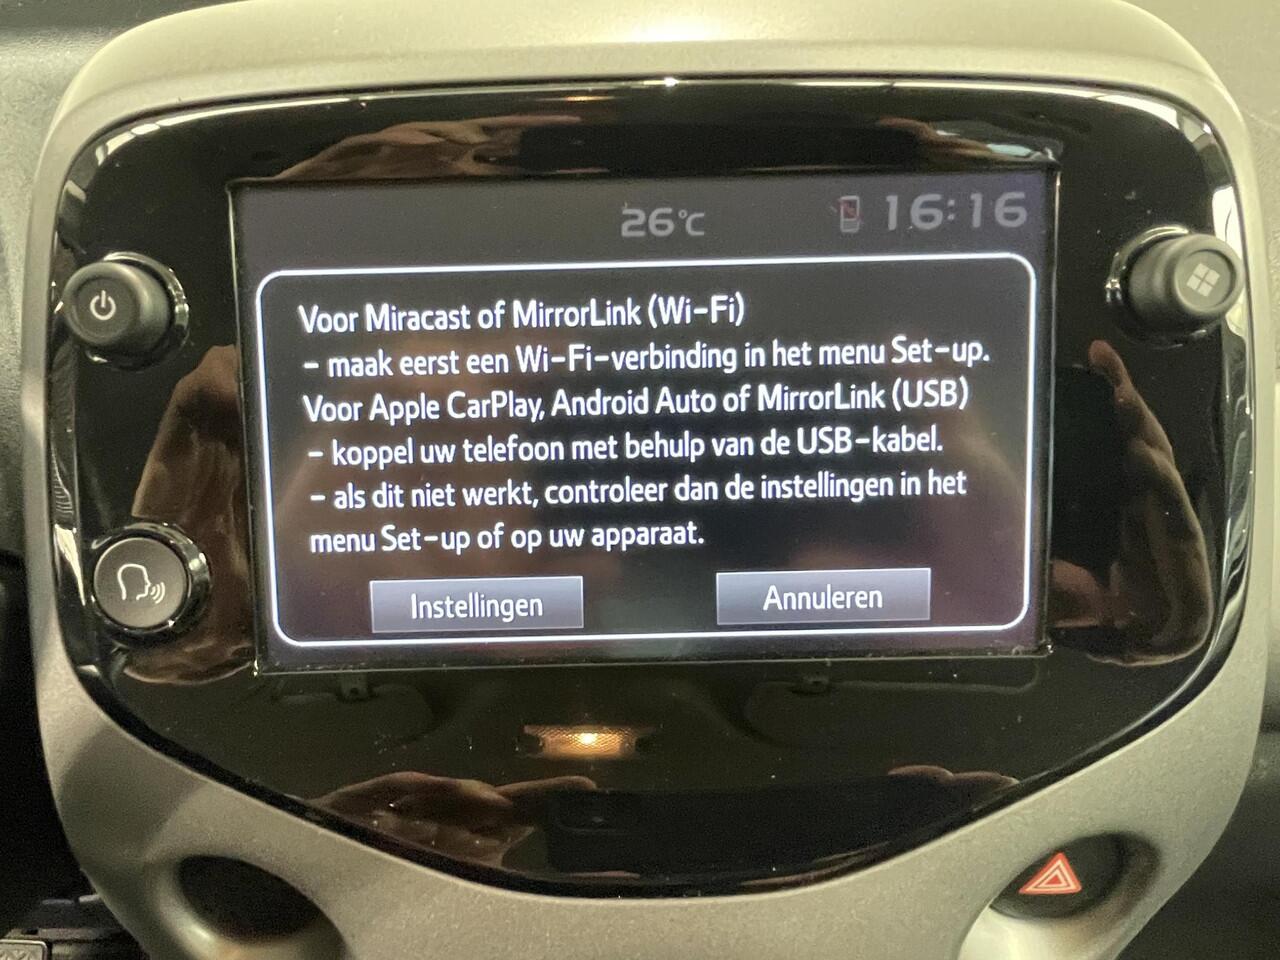 26°C
16:16
Voor Miracast of MirrorLink (Wi-Fi)
- maak eerst een Wi-Fi-verbinding in het menu Set-up.
Voor Apple CarPlay, Android Auto of MirrorLink (USB)
- koppel uw telefoon met behulp van de USB-kabel.
- als dit niet werkt, controleer dan de instellingen in het
menu Set-up of op uw apparaat.
Instellingen
Annuleren